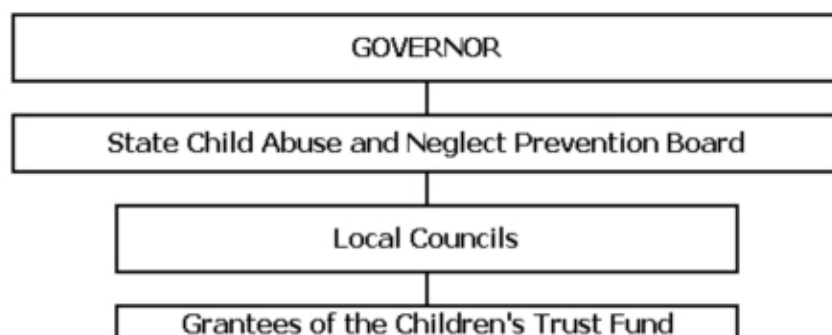 GOVERNOR
State Child Abuse and Neglect Prevention Board
Local Councils
Grantees of the Children's Trust Fund